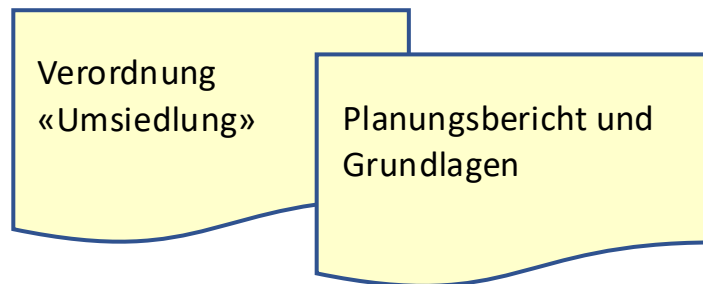 Verordnung
«Umsiedlung»
Planungsbericht und
Grundlagen